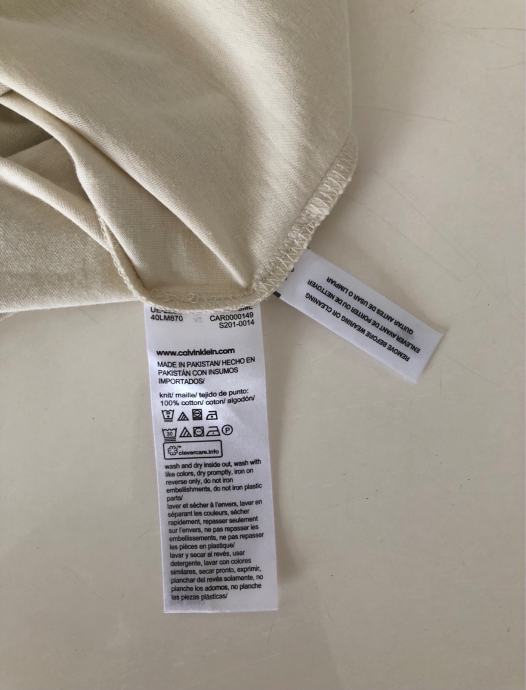 40LM870 CAR0000149
S201-0014
www.calvinklein.com
MADE IN PAKISTAN/ HECHO EN
PAKISTÁN CON INSUMOS
IMPORTADOS/
knit/ maille/ tejido de punto:
100% cotton/ coton/ algodón/
30
P
clevercare.info
wash and dry inside out, wash with
like colors, dry promptly, iron on
reverse only, do not iron
embellishments, do not iron plastic
parts/
laver et sécher à l'envers, laver en
séparant les couleurs, sécher
rapidement, repasser seulement
sur l'envers, ne pas repasser les
embellissements, ne pas repasser
les pièces en plastique/
lavar y secar al revés, usar
detergente, lavar con colores
similares, secar pronto, exprimir,
planchar del revés solamente, no
planche los adornos, no planche
las piezas plásticas/
REMOVE BEFORE WEARING OR CLEANING
ENLEVER AVANT DE PORTER OU DE NETTOYER
QUITAR ANTES DE USAR O LIMPIAR